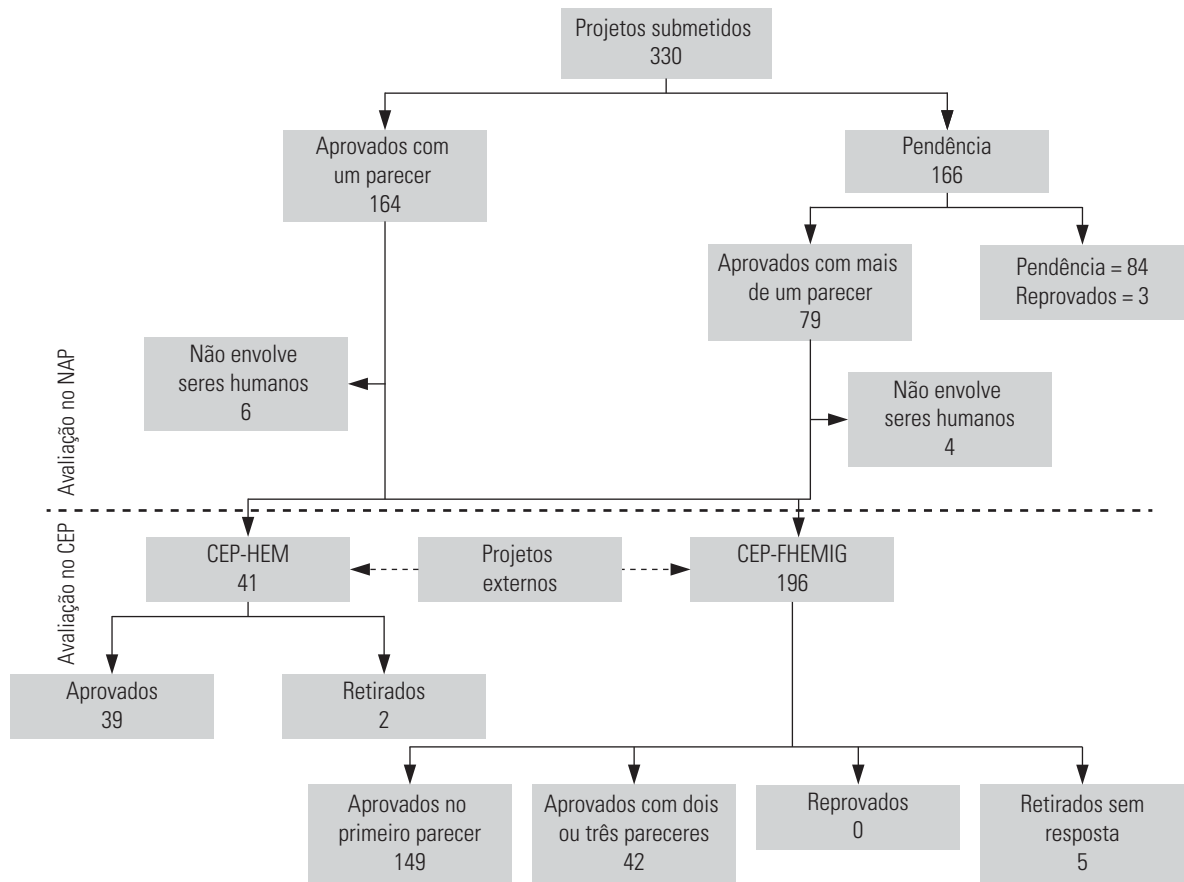 Projetos submetidos
330
Aprovados com
um parecer
164
Pendência
166
Aprovados com mais
de um parecer
79
Pendência = 84
Reprovados = 3
Avaliação no NAP
Não envolve
seres humanos
6
Não envolve
seres humanos
4
Avaliação no CEP
CEP-HEM
41
Projetos
externos
CEP-FHEMIG
196
Aprovados
39
Retirados
2
Aprovados no
primeiro parecer
149
Aprovados com dois
ou três pareceres
42
Reprovados
0
Retirados sem
resposta
5